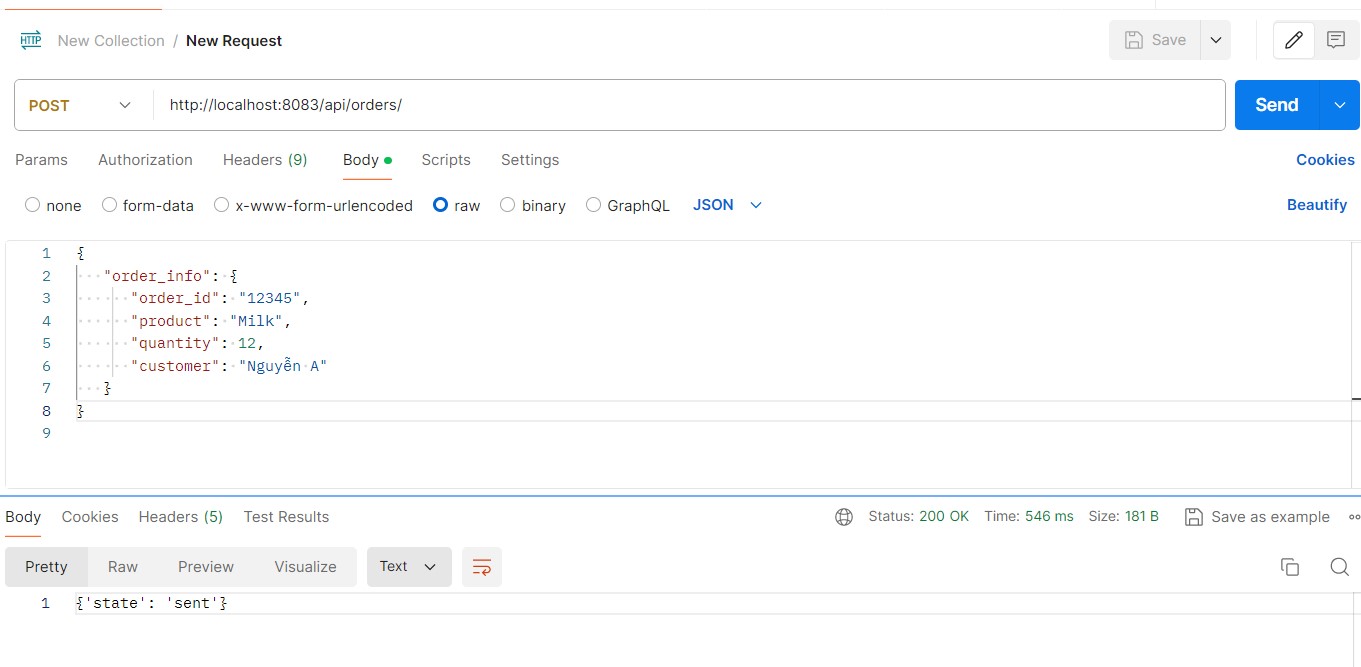 HTTP New Collection / New Request Save
POST http://localhost:8083/api/orders/ Send
Params Authorization Headers (9) Body Scripts Settings Cookies
none form-data x-www-form-urlencoded raw binary GraphQL JSON Beautify
1 {
2 "order_info": {
3 "order_id": "12345",
4 "product": "Milk",
5 "quantity": 12,
6 "customer": "Nguyễn A"
7 }
8 }
9
Body Cookies Headers (5) Test Results Status: 200 OK Time: 546 ms Size: 181 B Save as example
Pretty Raw Preview Visualize Text
1 {'state': 'sent'}